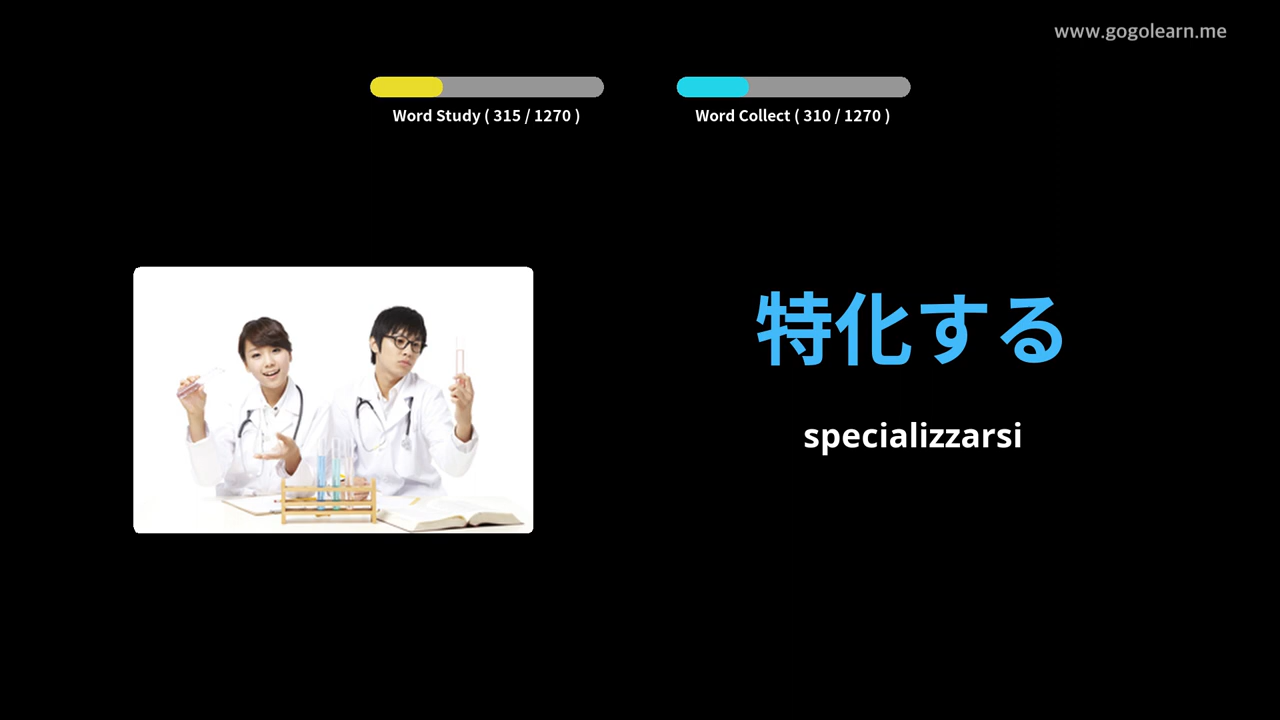 www.gogolearn.me
Word Study ( 315 / 1270 )
Word Collect ( 310 / 1270 )
特化する
specializzarsi